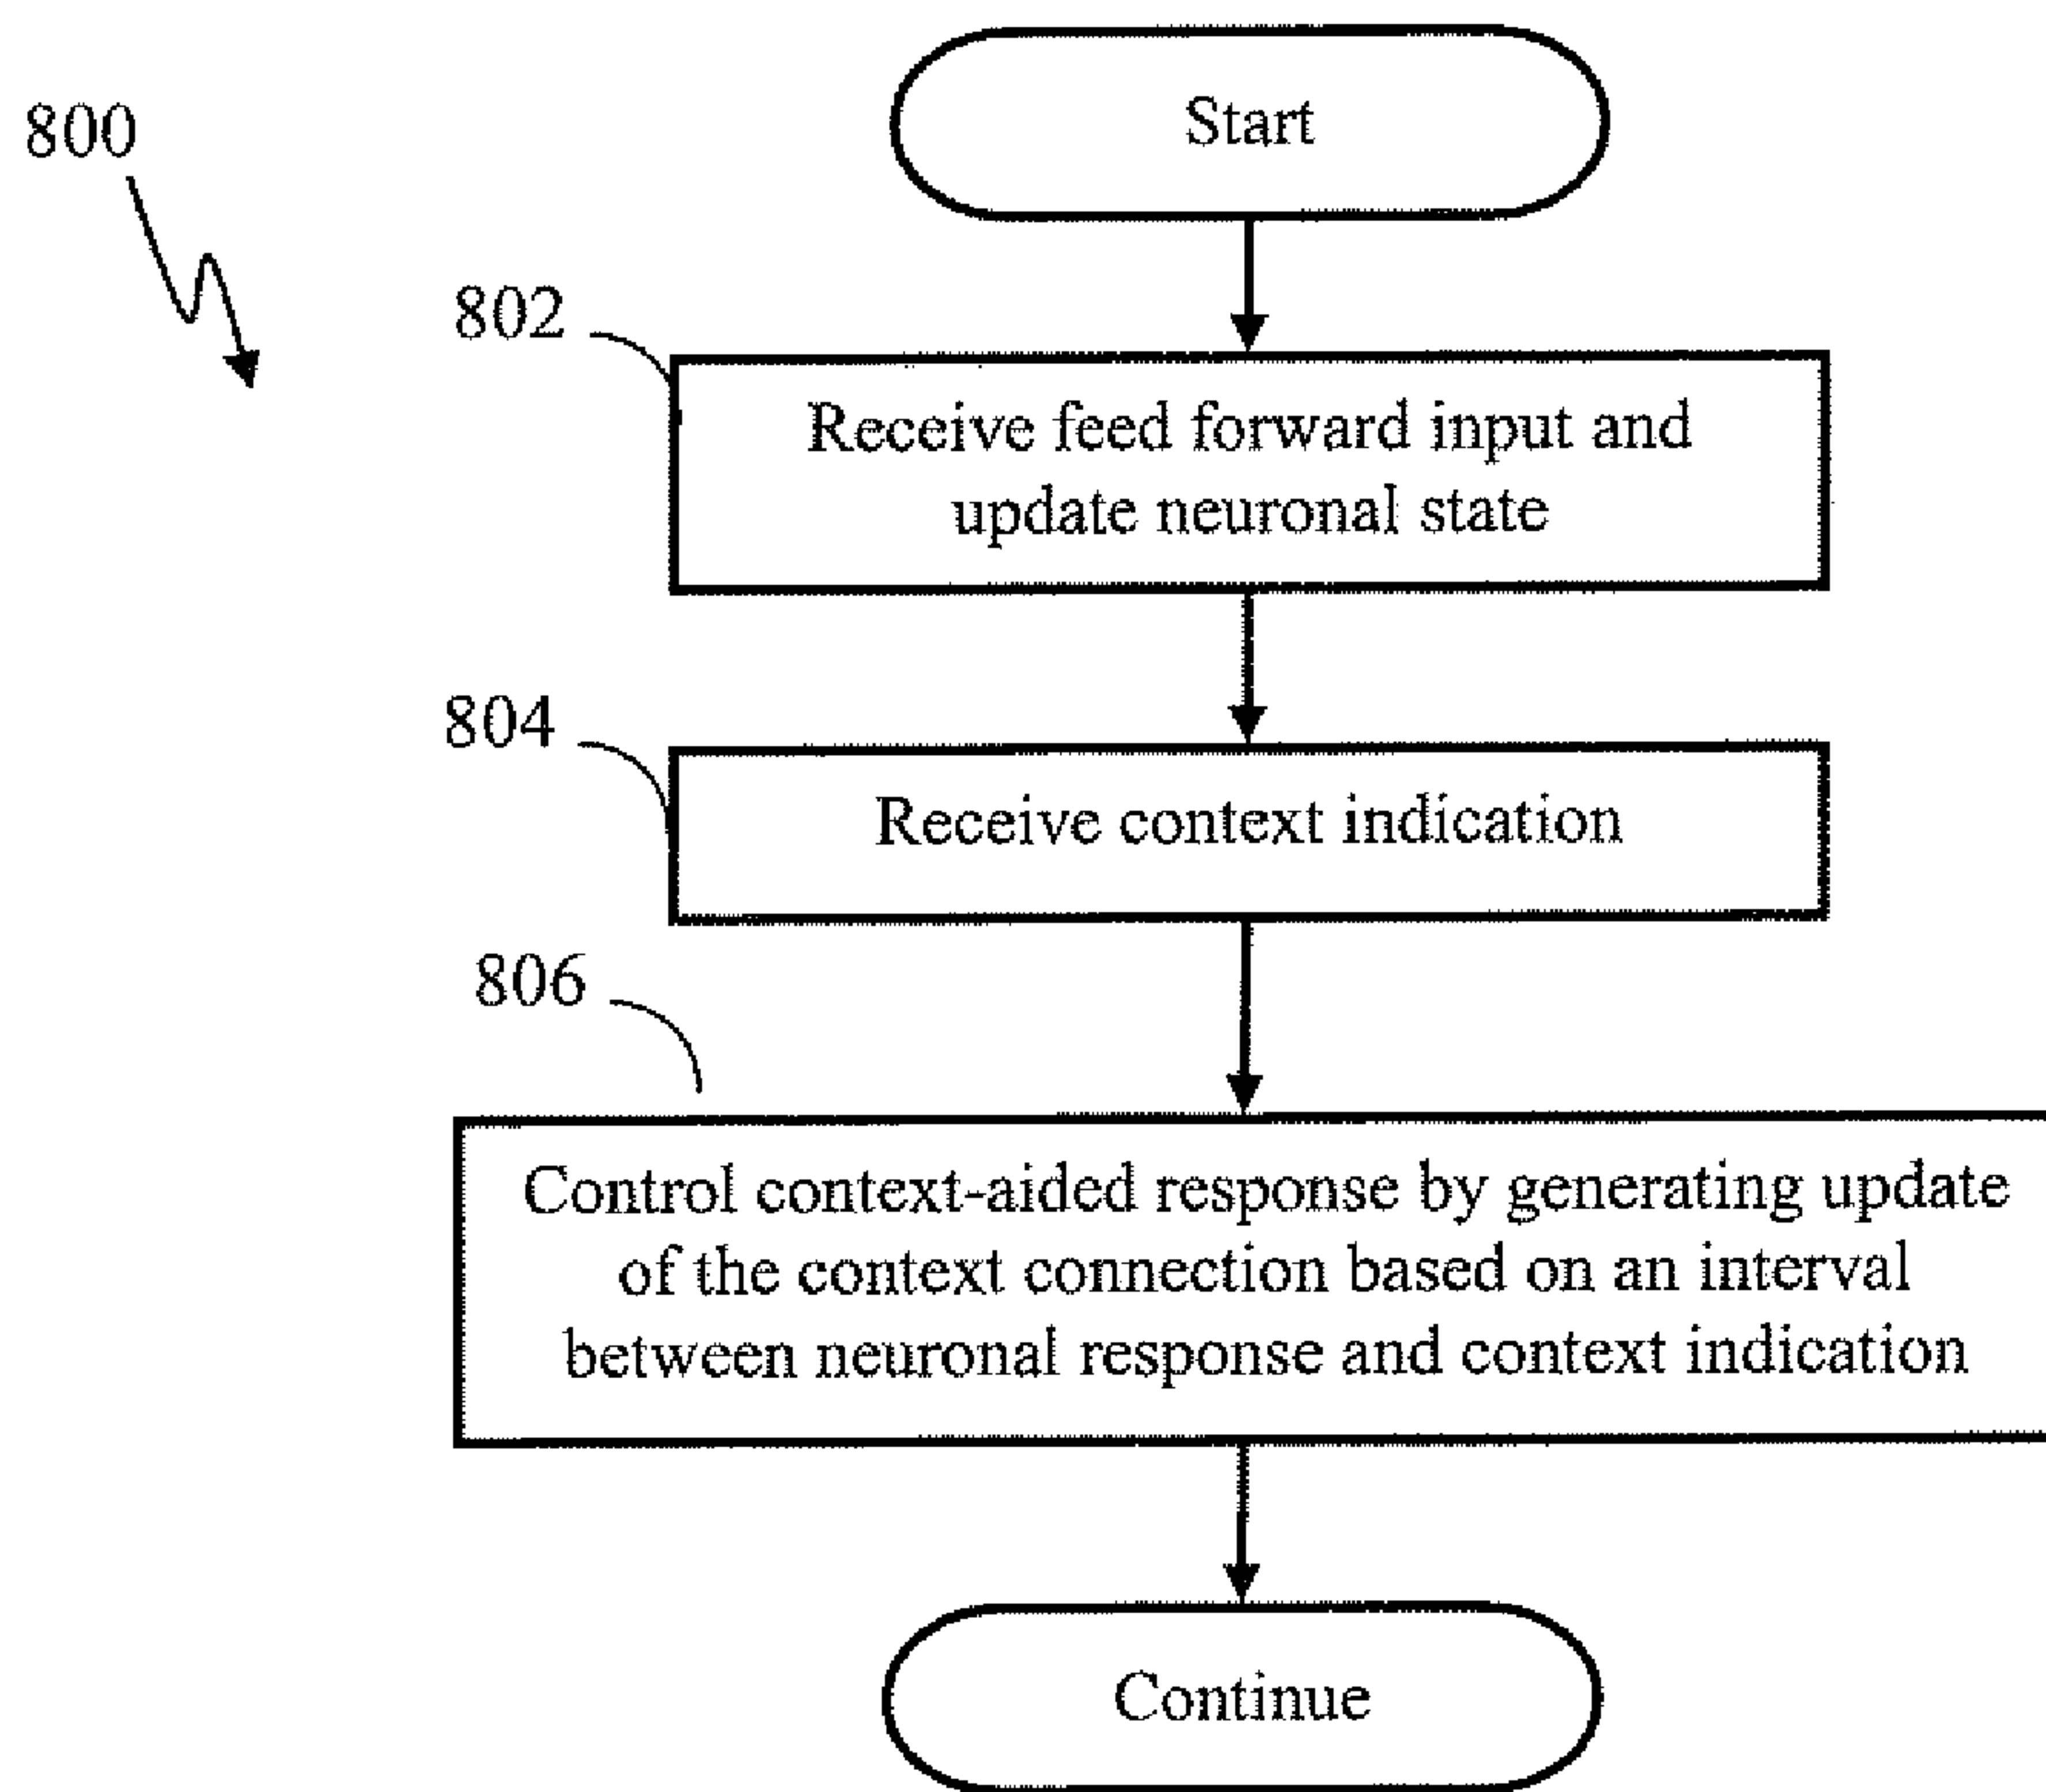 800
Start
802
Receive feed forward input and
update neuronal state
804
Receive context indication
806
Control context-aided response by generating update
of the context connection based on an interval
between neuronal response and context indication
Continue